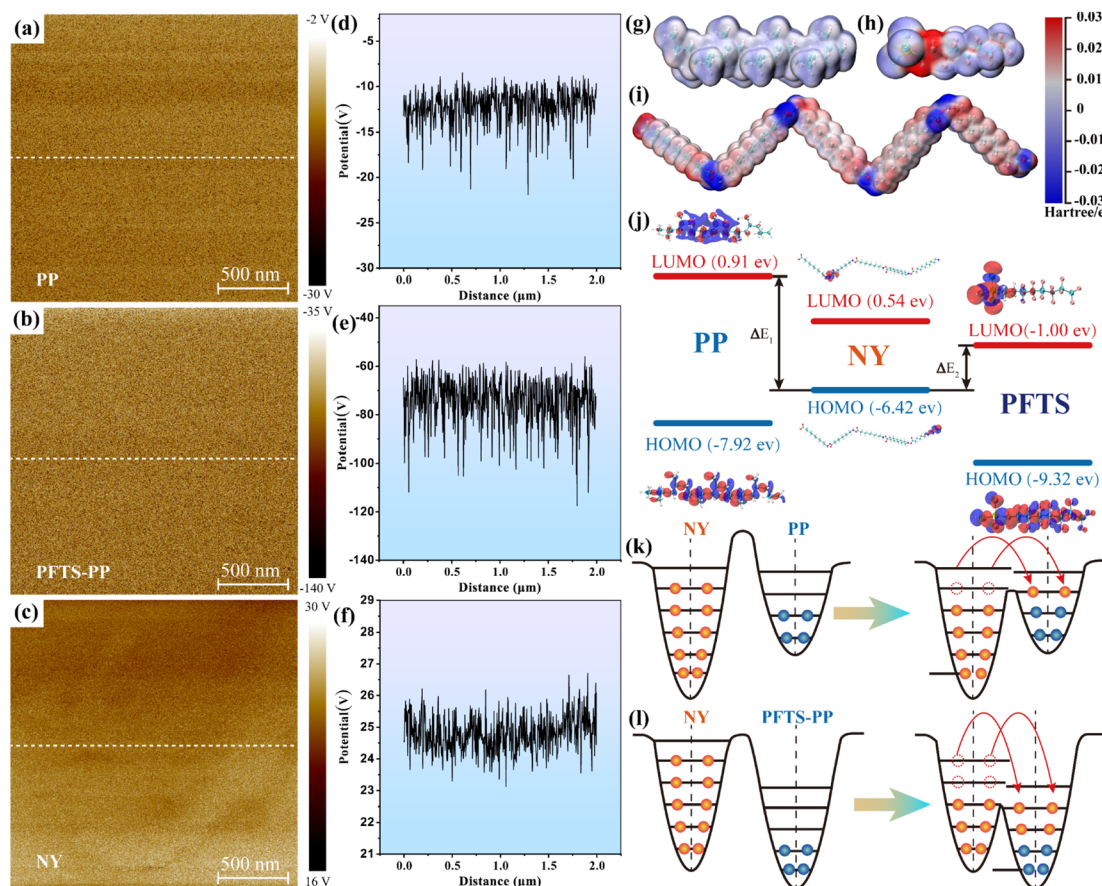 (a)
PP
500 nm
-2 V
-30 V
(b)
PFTS-PP
500 nm
-35 V
-140 V
(c)
NY
500 nm
30 V
16 V
(d)
Potential(V)
-5
-10
-15
-20
-25
-30
0.0 0.5 1.0 1.5 2.0
Distance (μm)
(e)
Potential(V)
-40
-60
-80
-100
-120
-140
0.0 0.5 1.0 1.5 2.0
Distance (μm)
(f)
Potential(V)
29
28
27
26
25
24
23
22
21
0.0 0.5 1.0 1.5 2.0
Distance (μm)
(g)
(h)
(i)
0.03
0.02
0.01
0
-0.01
-0.02
-0.03
Hartree/e
(j)
LUMO (0.91 ev)
PP
HOMO (-7.92 ev)
ΔE1
LUMO (0.54 ev)
NY
HOMO (-6.42 ev)
ΔE2
LUMO(-1.00 ev)
PFTS
HOMO (-9.32 ev)
(k)
NY PP
(l)
NY PFTS-PP